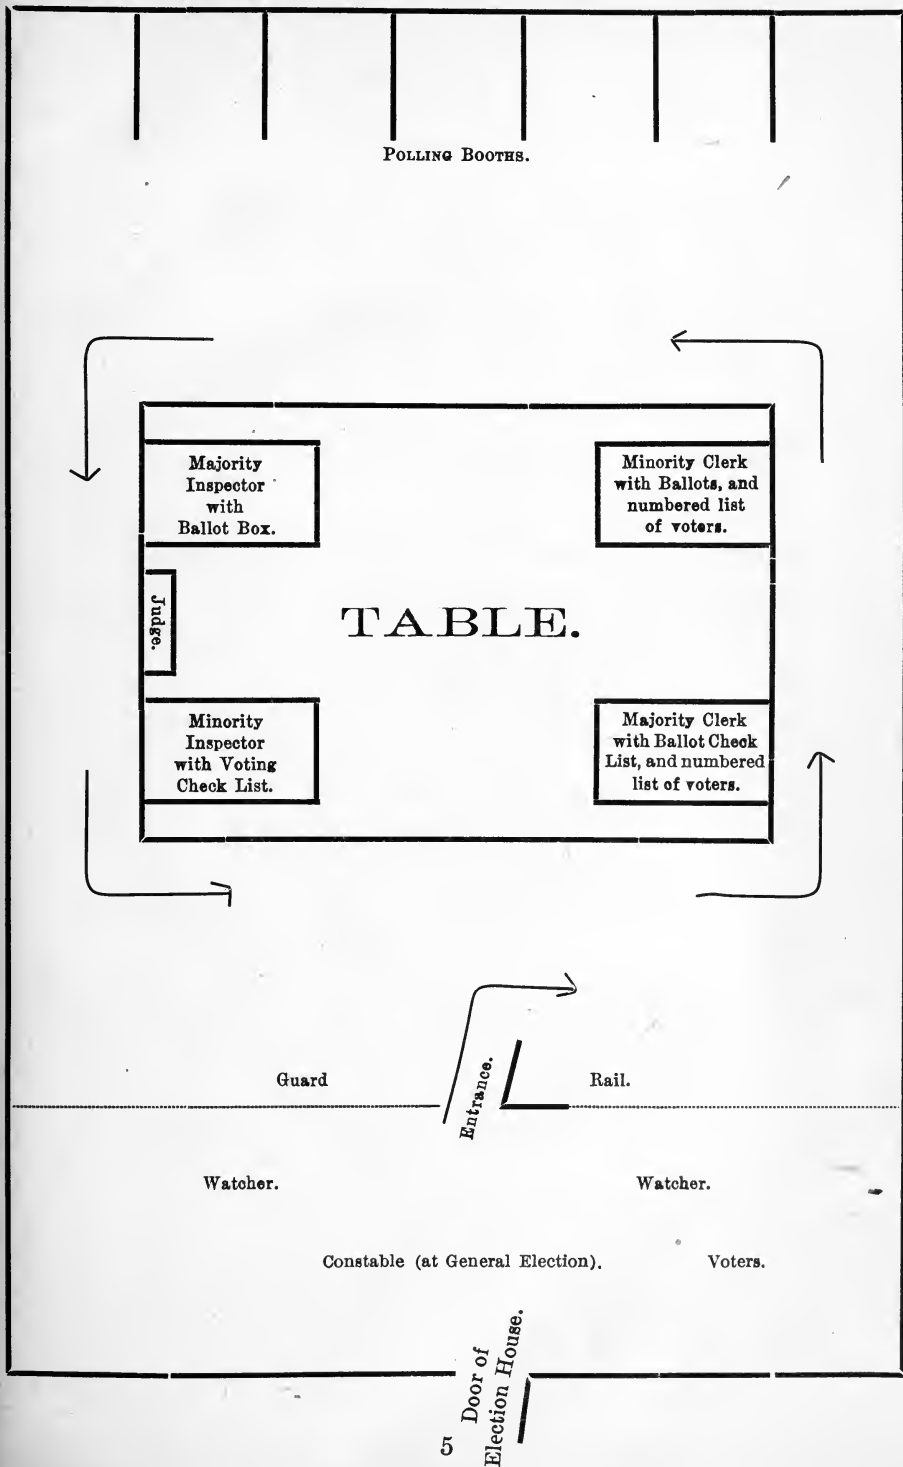 POLLING BOOTHS.
Majority
Inspector
with
Ballot Box.
Minority Clerk
with Ballots, and
numbered list
of voters.
Judge.
TABLE.
Minority
Inspector
with Voting
Check List.
Majority Clerk
with Ballot Check
List, and numbered
list of voters.
Entrance.
Guard Rail.
Watcher. Watcher.
Constable (at General Election). Voters.
Door of
Election House.
5